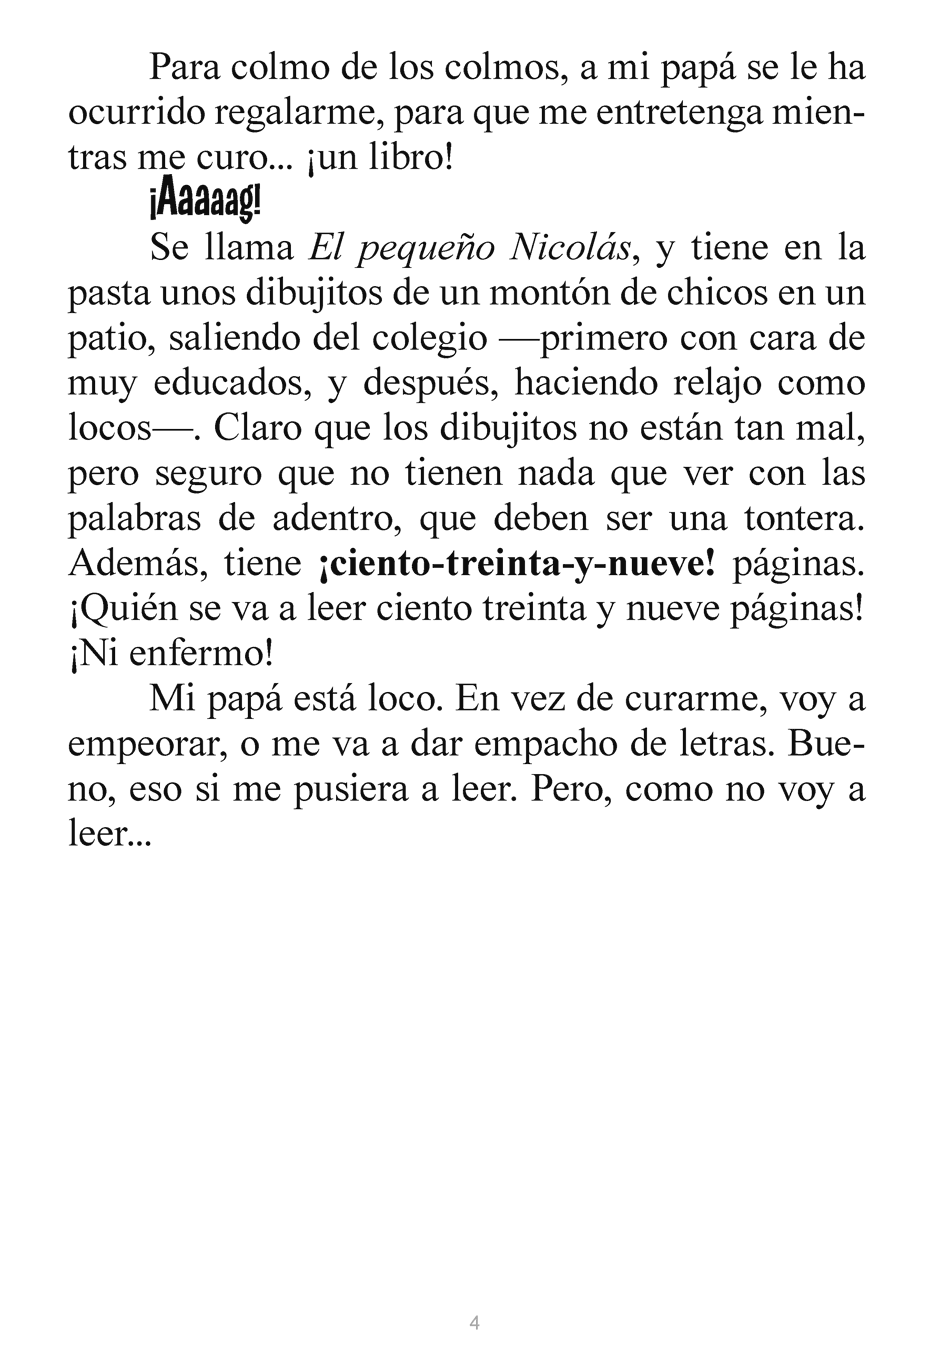 Para colmo de los colmos, a mi papá se le ha
ocurrido regalarme, para que me entretenga mien-
tras me curo... ¡un libro!
¡Aaaaag!
Se llama El pequeño Nicolás, y tiene en la
pasta unos dibujitos de un montón de chicos en un
patio, saliendo del colegio —primero con cara de
muy educados, y después, haciendo relajo como
locos—. Claro que los dibujitos no están tan mal,
pero seguro que no tienen nada que ver con las
palabras de adentro, que deben ser una tontera.
Además, tiene ¡ciento-treinta-y-nueve! páginas.
¡Quién se va a leer ciento treinta y nueve páginas!
¡Ni enfermo!
Mi papá está loco. En vez de curarme, voy a
empeorar, o me va a dar empacho de letras. Bue-
no, eso si me pusiera a leer. Pero, como no voy a
leer...
4